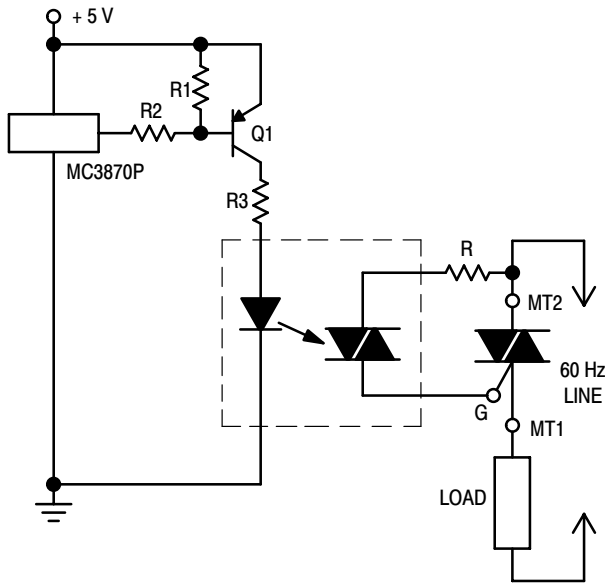 + 5 V
R1
R2
Q1
MC3870P
R3
R
MT2
60 Hz
LINE
G
MT1
LOAD